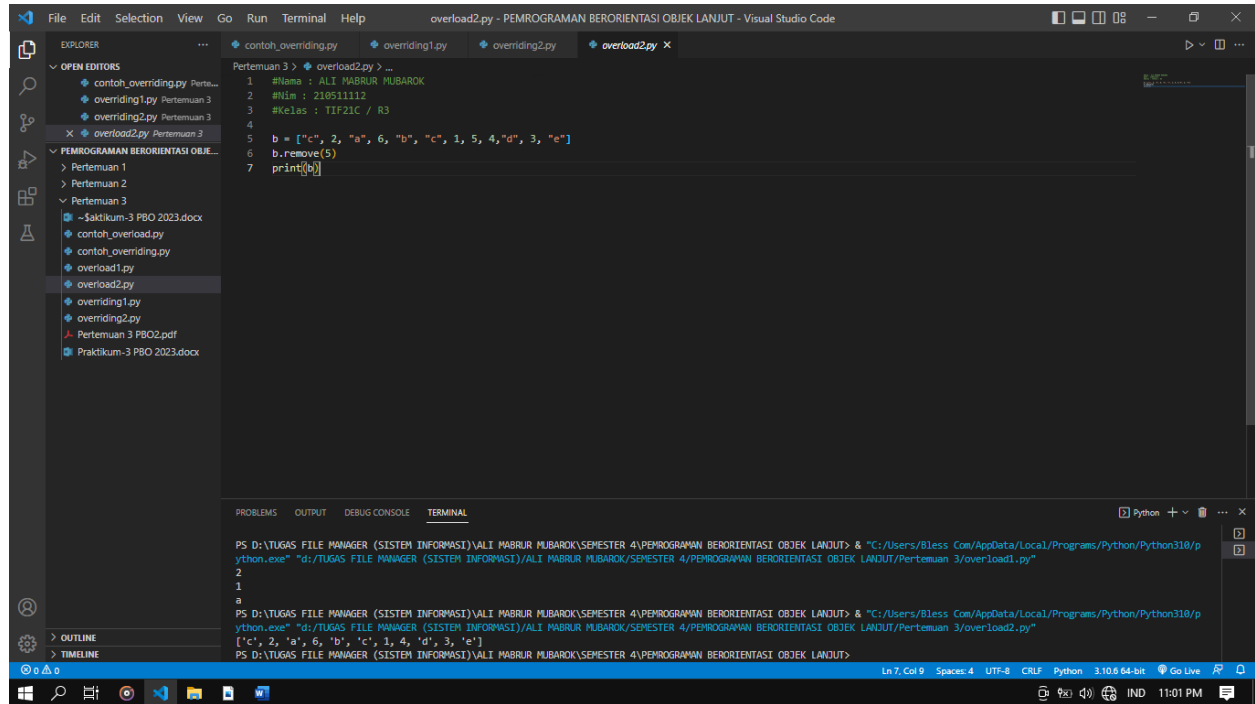 File Edit Selection View Go Run Terminal Help overload2.py - PEMROGRAMAN BERORIENTASI OBJEK LANJUT - Visual Studio Code
EXPLORER
OPEN EDITORS
contoh_overriding.py Perte...
overriding1.py Pertemuan 3
overriding2.py Pertemuan 3
overload2.py Pertemuan 3
PEMROGRAMAN BERORIENTASI OBJE...
Pertemuan 1
Pertemuan 2
Pertemuan 3
~$aktikum-3 PBO 2023.docx
contoh_overload.py
contoh_overriding.py
overload1.py
overload2.py
overriding1.py
overriding2.py
Pertemuan 3 PBO2.pdf
Praktikum-3 PBO 2023.docx
OUTLINE
TIMELINE
contoh_overriding.py overriding1.py overriding2.py overload2.py
Pertemuan 3 > overload2.py > ...
1 #Nama : ALI MABRUR MUBAROK
2 #Nim : 210511112
3 #Kelas : TIF21C / R3
4
5 b = ["c", 2, "a", 6, "b", "c", 1, 5, 4,"d", 3, "e"]
6 b.remove(5)
7 print(b)
PROBLEMS OUTPUT DEBUG CONSOLE TERMINAL
Python
PS D:\TUGAS FILE MANAGER (SISTEM INFORMASI)\ALI MABRUR MUBAROK\SEMESTER 4\PEMROGRAMAN BERORIENTASI OBJEK LANJUT> & "C:/Users/Bless Com/AppData/Local/Programs/Python/Python310/p
ython.exe" "d:/TUGAS FILE MANAGER (SISTEM INFORMASI)/ALI MABRUR MUBAROK/SEMESTER 4/PEMROGRAMAN BERORIENTASI OBJEK LANJUT/Pertemuan 3/overload1.py"
2
1
a
PS D:\TUGAS FILE MANAGER (SISTEM INFORMASI)\ALI MABRUR MUBAROK\SEMESTER 4\PEMROGRAMAN BERORIENTASI OBJEK LANJUT> & "C:/Users/Bless Com/AppData/Local/Programs/Python/Python310/p
ython.exe" "d:/TUGAS FILE MANAGER (SISTEM INFORMASI)/ALI MABRUR MUBAROK/SEMESTER 4/PEMROGRAMAN BERORIENTASI OBJEK LANJUT/Pertemuan 3/overload2.py"
['c', 2, 'a', 6, 'b', 'c', 1, 4, 'd', 3, 'e']
PS D:\TUGAS FILE MANAGER (SISTEM INFORMASI)\ALI MABRUR MUBAROK\SEMESTER 4\PEMROGRAMAN BERORIENTASI OBJEK LANJUT>
0 0 Ln 7, Col 9 Spaces: 4 UTF-8 CRLF Python 3.10.6 64-bit Go Live
IND 11:01 PM